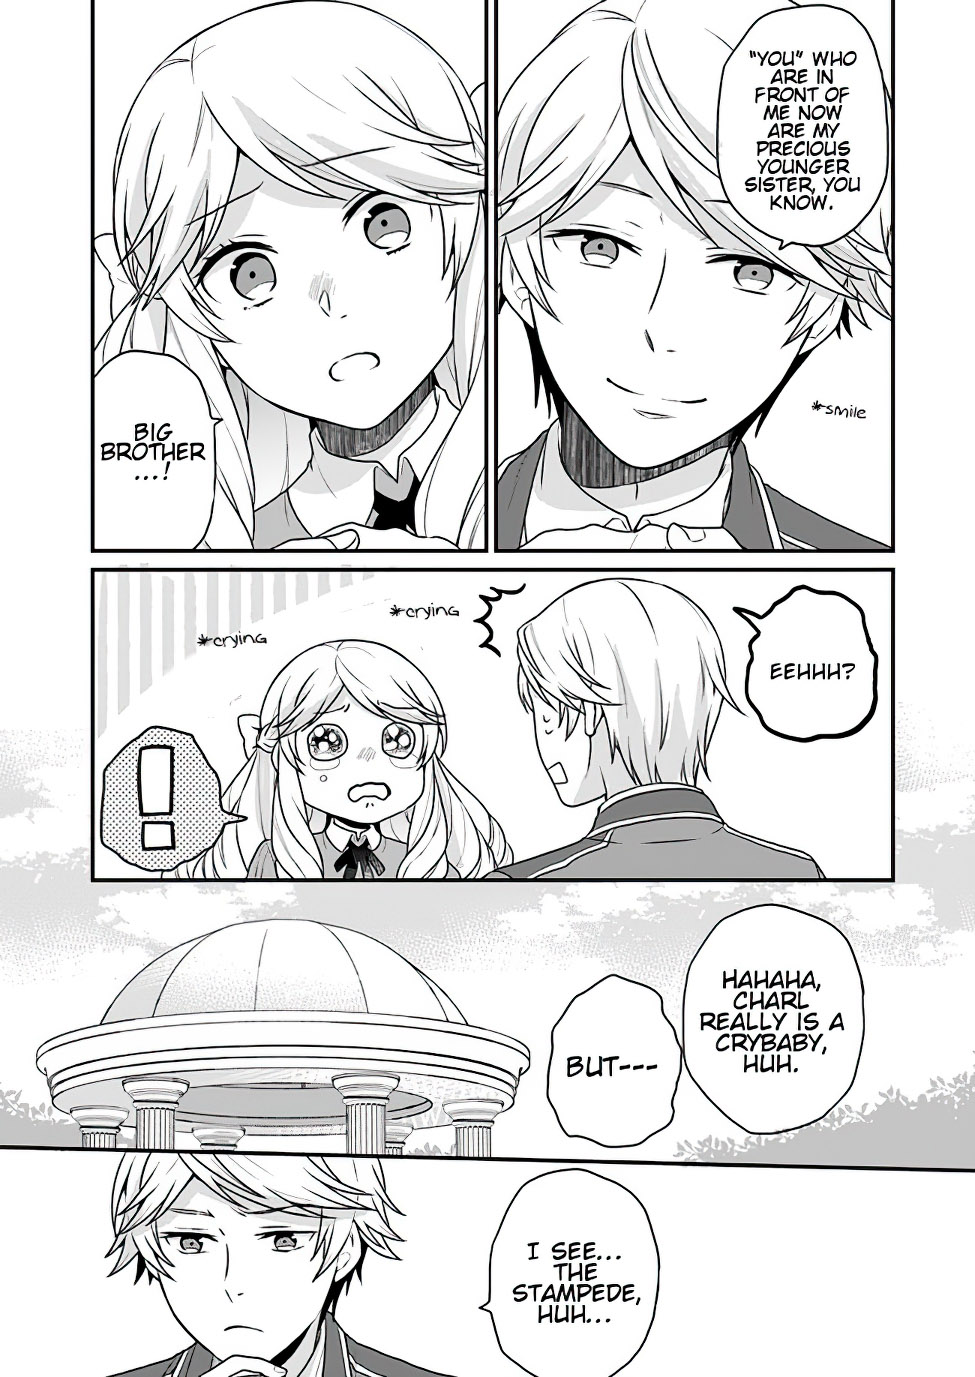 "YOU" WHO
ARE IN
FRONT OF
ME NOW
ARE MY
PRECIOUS
YOUNGER
SISTER, YOU
KNOW.
*smile
BIG
BROTHER
...!
EEHHH?
*crying
*crying
!
HAHAHA,
CHARL
REALLY IS A
CRYBABY,
HUH.
BUT---
I SEE...
THE
STAMPEDE,
HUH...